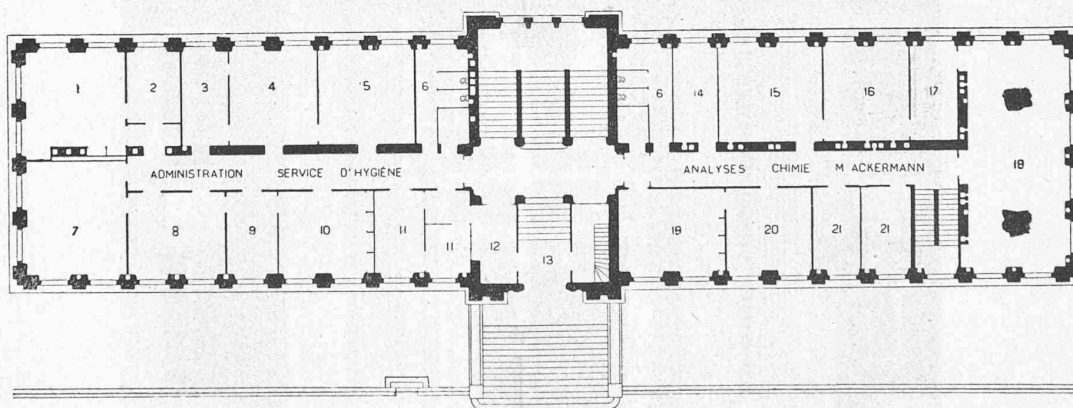 1 2 3 4 5 6 6 14 15 16 17
18
ADMINISTRATION SERVICE D'HYGIÈNE ANALYSES CHIMIE M ACKERMANN
7 8 9 10 11 11 12 13 19 20 21 21